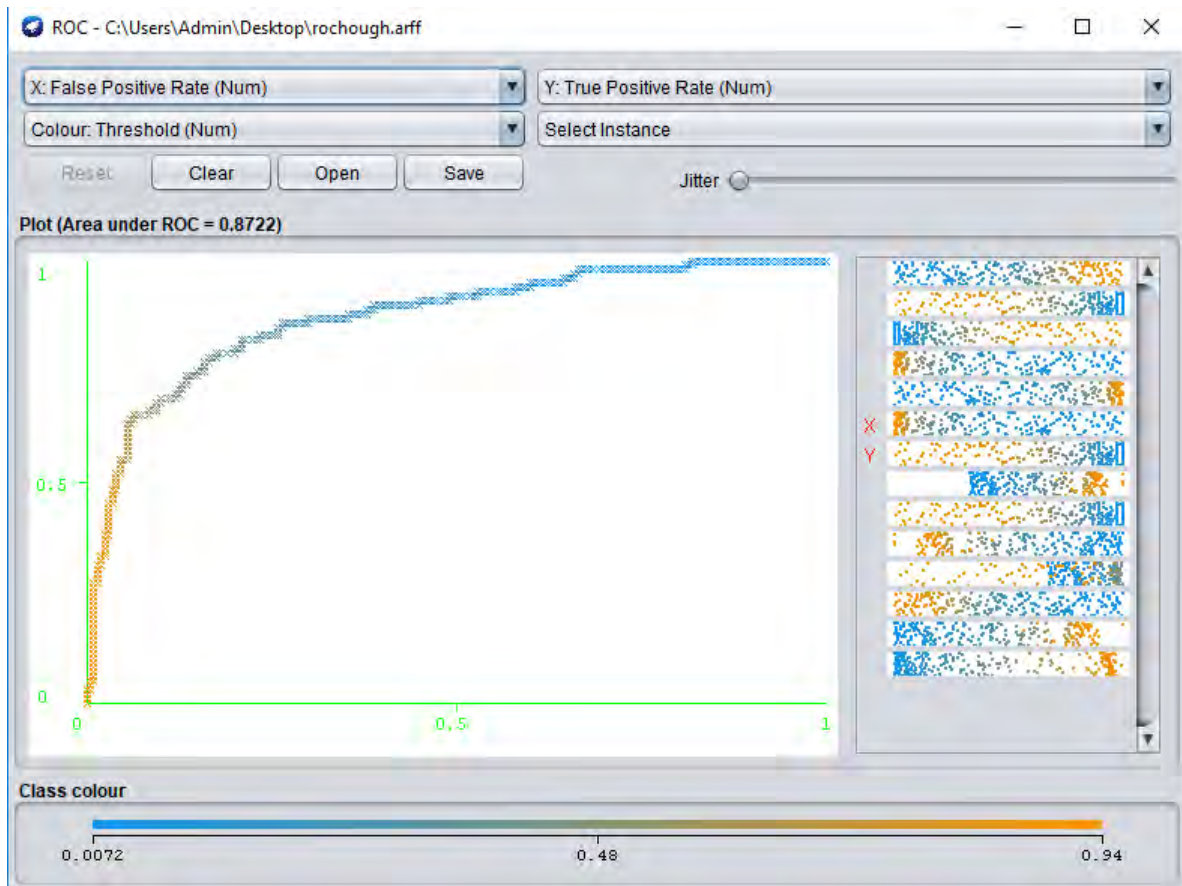 ROC - C:\Users\Admin\Desktop\rochough.arff
X: False Positive Rate (Num)
Y: True Positive Rate (Num)
Colour: Threshold (Num)
Select Instance
Reset
Clear
Open
Save
Jitter
Plot (Area under ROC = 0.8722)
1
0.5
0
0
0.5
1
X
Y
Class colour
0.0072
0.48
0.94